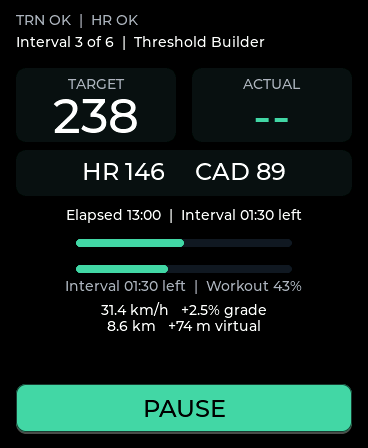 TRN OK | HR OK
Interval 3 of 6 | Threshold Builder
TARGET
238
ACTUAL
--
HR 146 CAD 89
Elapsed 13:00 | Interval 01:30 left
Interval 01:30 left | Workout 43%
31.4 km/h +2.5% grade
8.6 km +74 m virtual
PAUSE